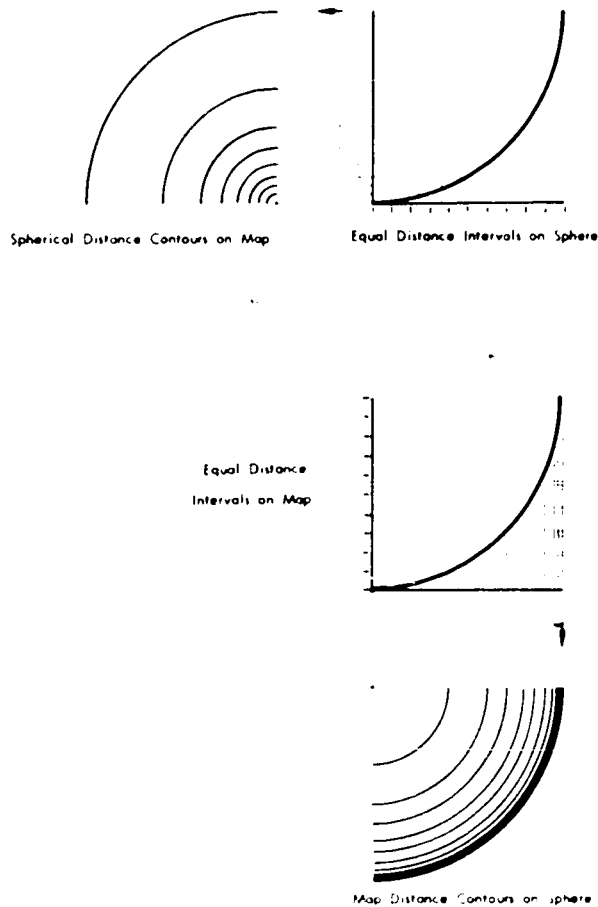 Spherical Distance Contours on Map
Equal Distance Intervals on Sphere
Equal Distance
Intervals on Map
Map Distance Contours on Sphere